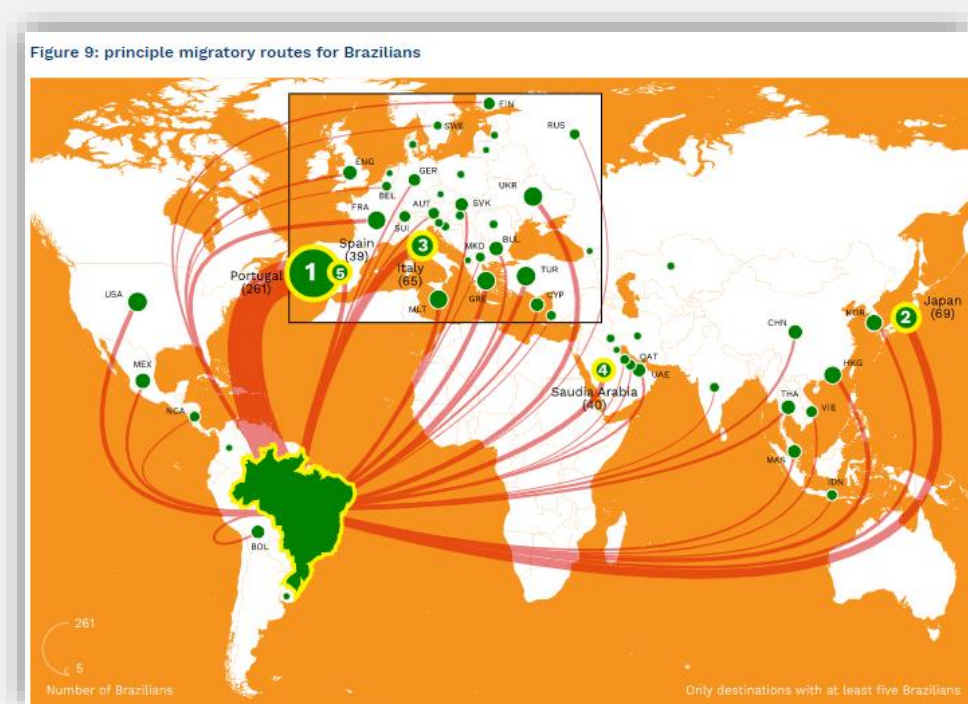 Figure 9: principle migratory routes for Brazilians
FIN
SWE
RUS
ENG
GER
BEL
UKR
FRA
AUT
SVK
SUI
Spain
(39)
3
MKD
BUL
1
5
Portugal
(261)
Italy
(65)
TUR
GRE
CYP
MLT
USA
MEX
NCA
BOL
CHN
KOR
2
Japan
(69)
QAT
UAE
4
Saudia Arabia
(40)
HKG
THA
VIE
MAS
IDN
261
5
Number of Brazilians
Only destinations with at least five Brazilians